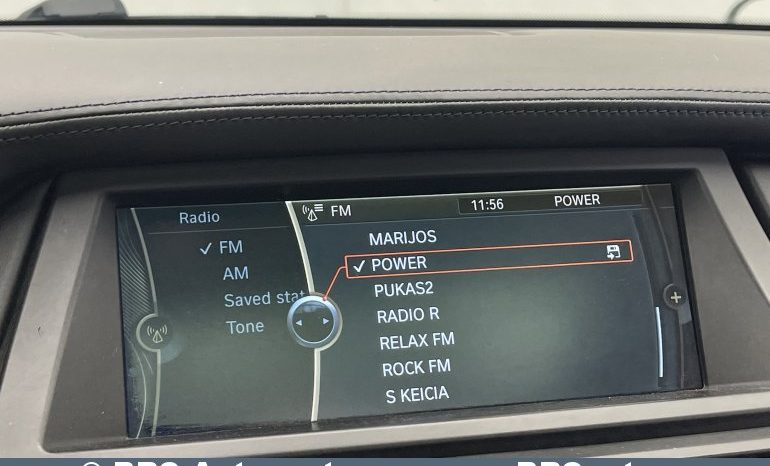 Radio
FM
AM
Saved stat
Tone
FM 11:56 POWER
MARIJOS
POWER
PUKAS2
RADIO R
RELAX FM
ROCK FM
S KEICIA